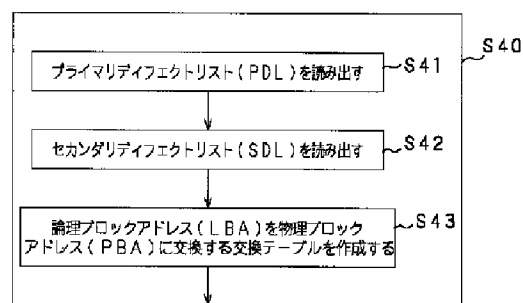 S40
プライマリディフェクトリスト(PDL)を読み出す
S41
セカンダリディフェクトリスト(SDL)を読み出す
S42
論理ブロックアドレス(LBA)を物理ブロック
アドレス(PBA)に交換する交換テーブルを作成する
S43